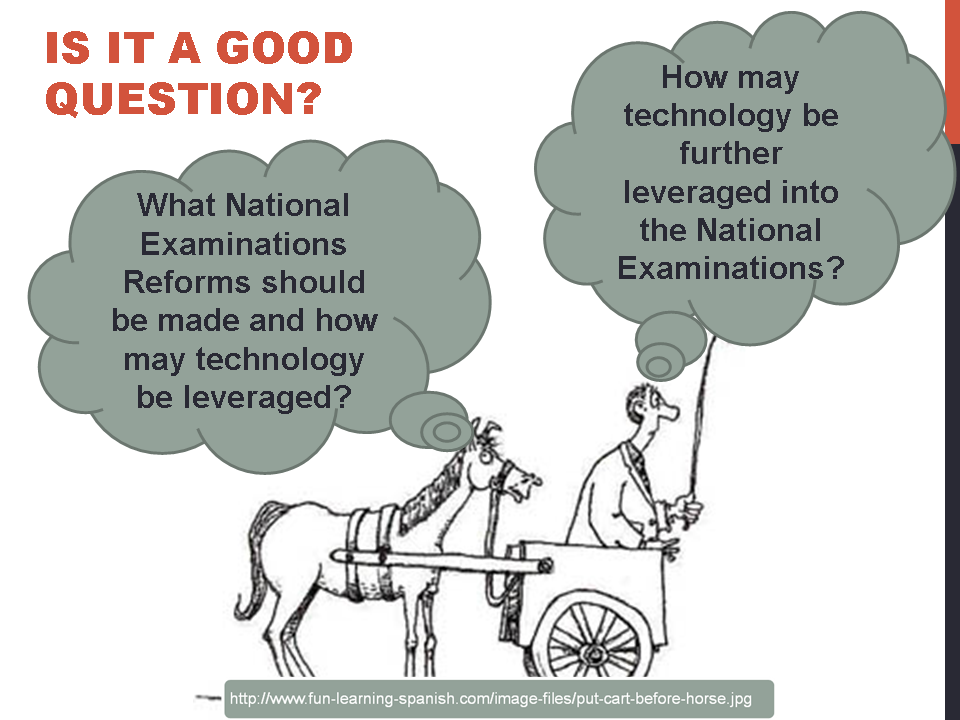 IS IT A GOOD
QUESTION?
What National
Examinations
Reforms should
be made and how
may technology
be leveraged?
How may
technology be
further
leveraged into
the National
Examinations?
http://www.fun-learning-spanish.com/image-files/put-cart-before-horse.jpg